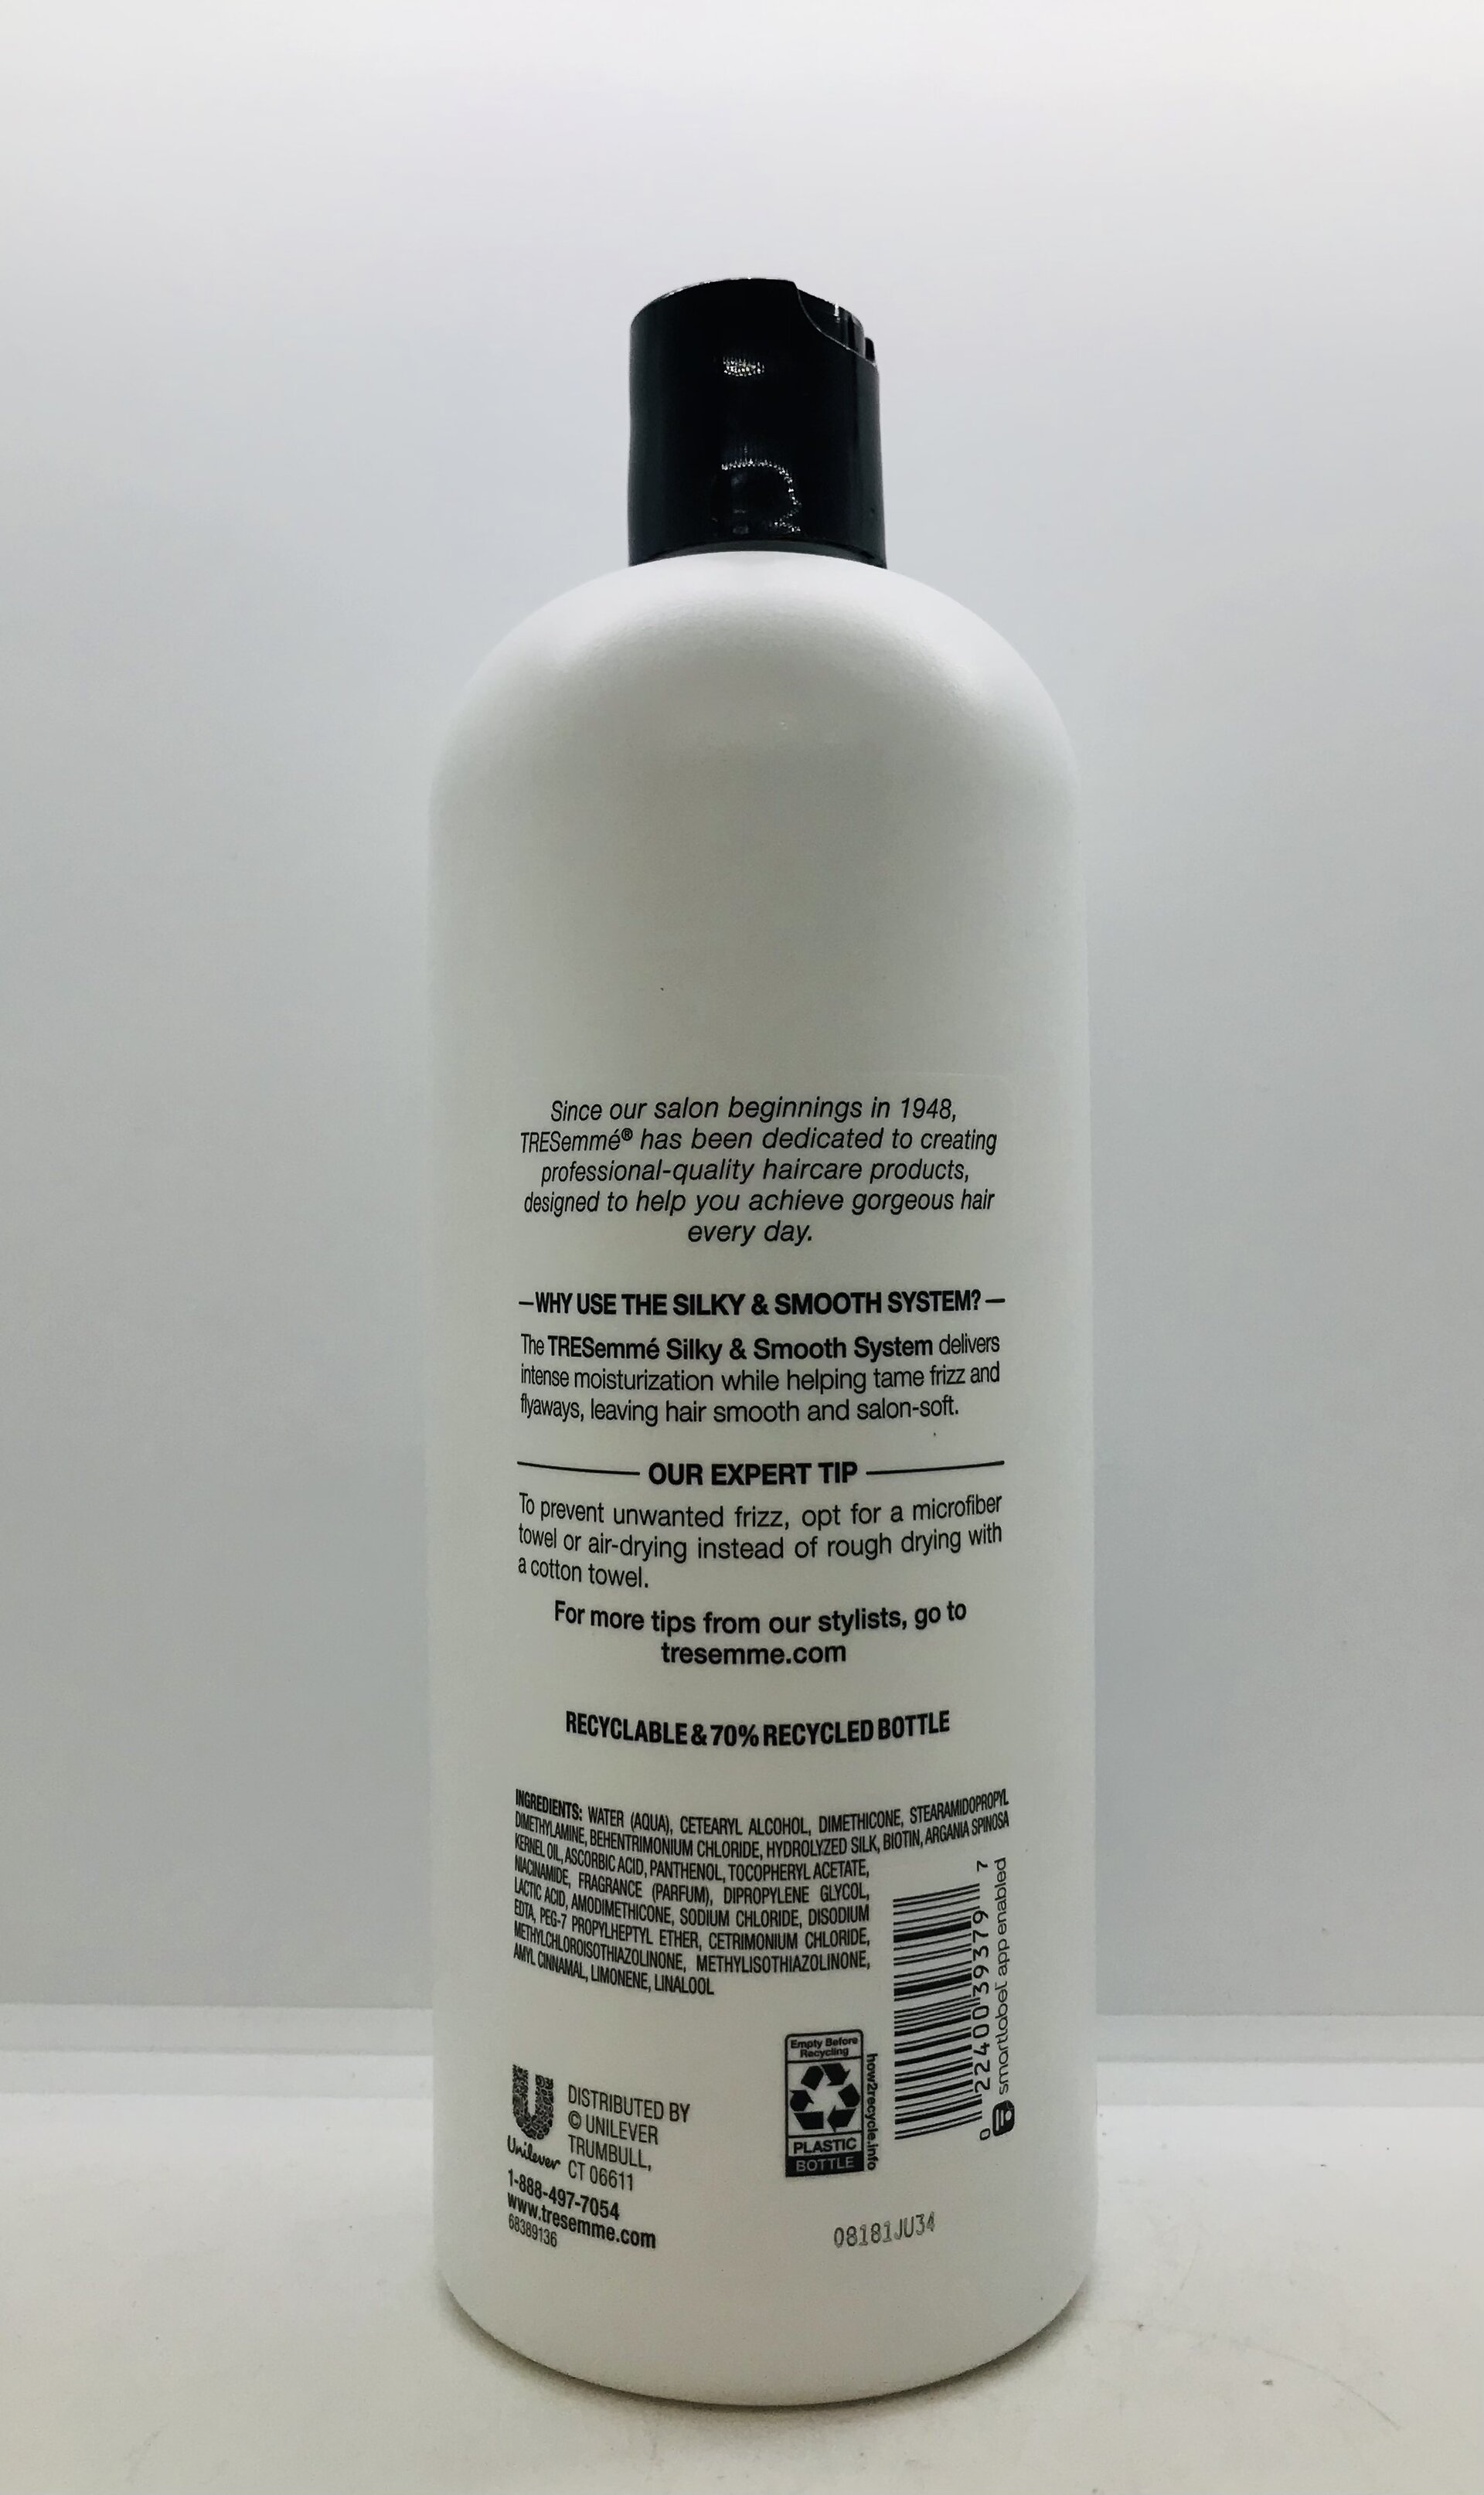 Since our salon beginnings in 1948,
TRESemmé® has been dedicated to creating
professional-quality haircare products,
designed to help you achieve gorgeous hair
every day.
–WHY USE THE SILKY & SMOOTH SYSTEM?–
The TRESemmé Silky & Smooth System delivers
intense moisturization while helping tame frizz and
flyaways, leaving hair smooth and salon-soft.
OUR EXPERT TIP
To prevent unwanted frizz, opt for a microfiber
towel or air-drying instead of rough drying with
a cotton towel.
For more tips from our stylists, go to
tresemme.com
RECYCLABLE & 70% RECYCLED BOTTLE
INGREDIENTS: WATER (AQUA), CETEARYL ALCOHOL, DIMETHICONE, STEARAMIDOPROPYL
DIMETHYLAMINE, BEHENTRIMONIUM CHLORIDE, HYDROLYZED SILK, BIOTIN, ARGANIA SPINOSA
KERNEL OIL, ASCORBIC ACID, PANTHENOL, TOCOPHERYL ACETATE,
NIACINAMIDE, FRAGRANCE (PARFUM), DIPROPYLENE GLYCOL,
LACTIC ACID, AMODIMETHICONE, SODIUM CHLORIDE, DISODIUM
EDTA, PEG-7 PROPYLHEPTYL ETHER, CETRIMONIUM CHLORIDE,
METHYLCHLOROISOTHIAZOLINONE, METHYLISOTHIAZOLINONE,
AMYL CINNAMAL, LIMONENE, LINALOOL
0 22400 39379 7
smartlabel™ app enabled
Unilever
DISTRIBUTED BY
© UNILEVER
TRUMBULL,
CT 06611
1-888-497-7054
www.tresemme.com
68389136
Empty Before
Recycling
PLASTIC
BOTTLE
how2recycle.info
08181JU34